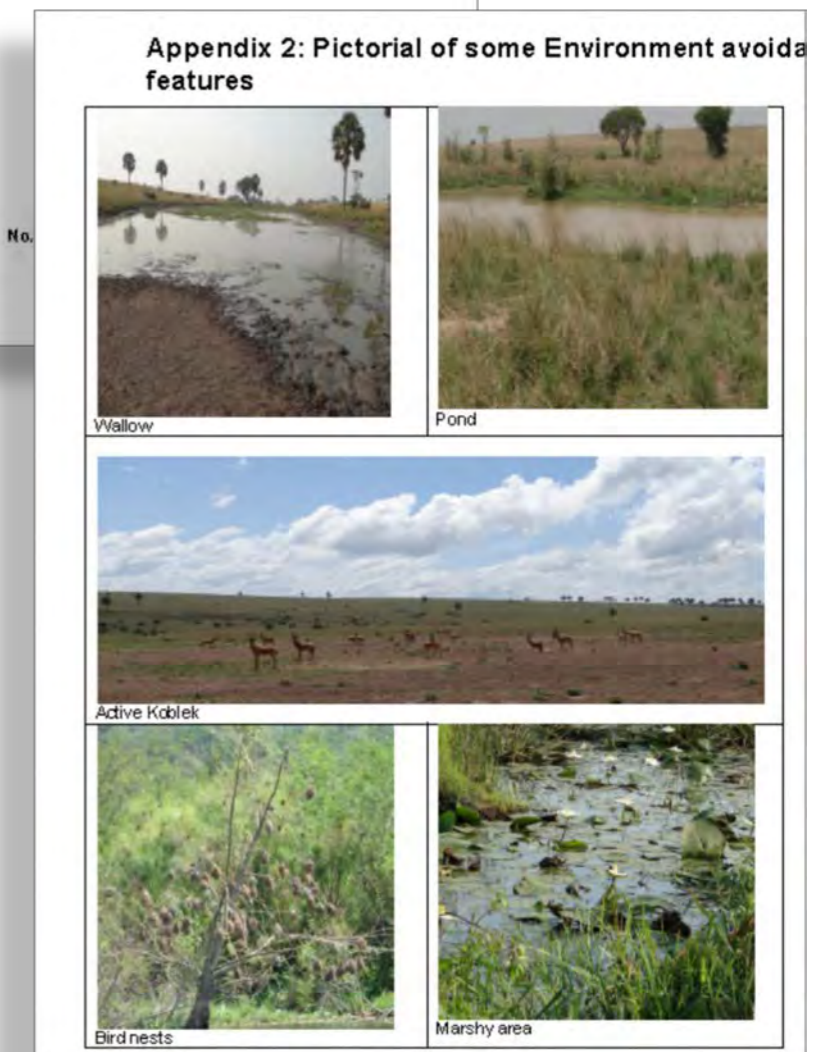 Appendix 2: Pictorial of some Environment avoida
features
No.
Wallow
Pond
Active Koblek
Bird nests
Marshy area